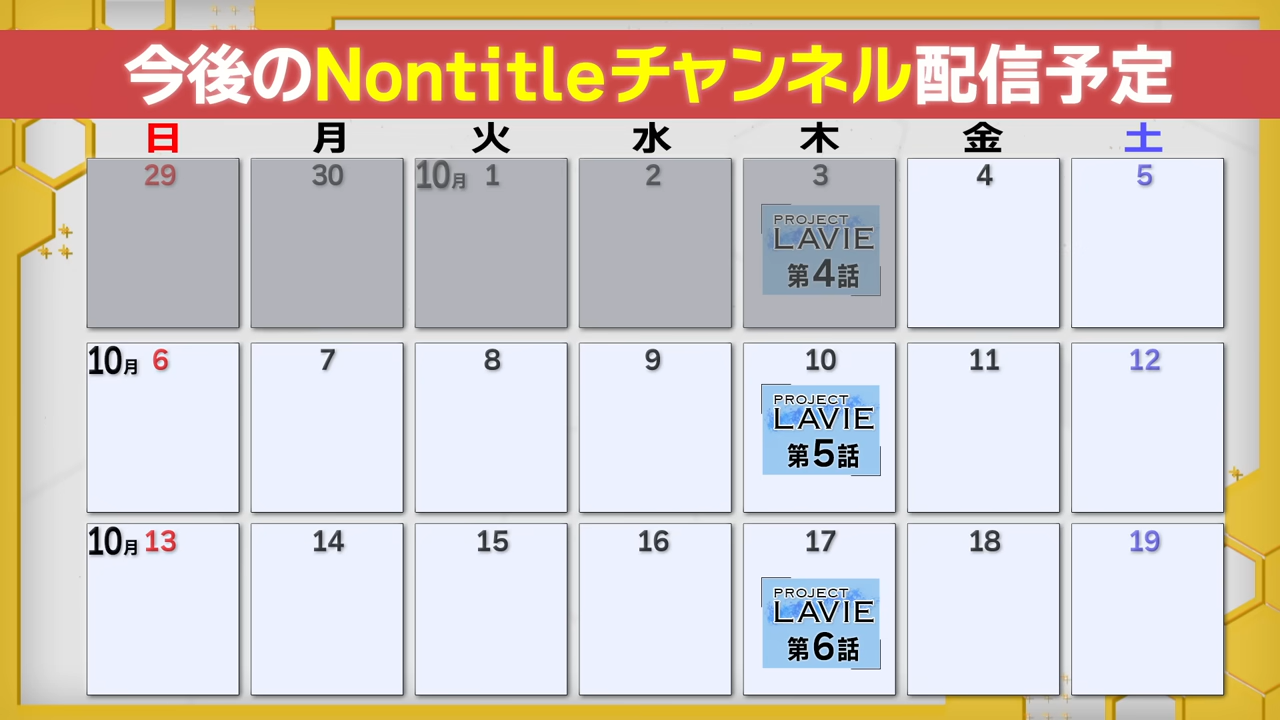 今後のNontitleチャンネル配信予定
日 月 火 水 木 金 土
29 30 10月 1 2 3 4 5
PROJECT
LAVIE
第4話
10月 6 7 8 9 10 11 12
PROJECT
LAVIE
第5話
10月 13 14 15 16 17 18 19
PROJECT
LAVIE
第6話